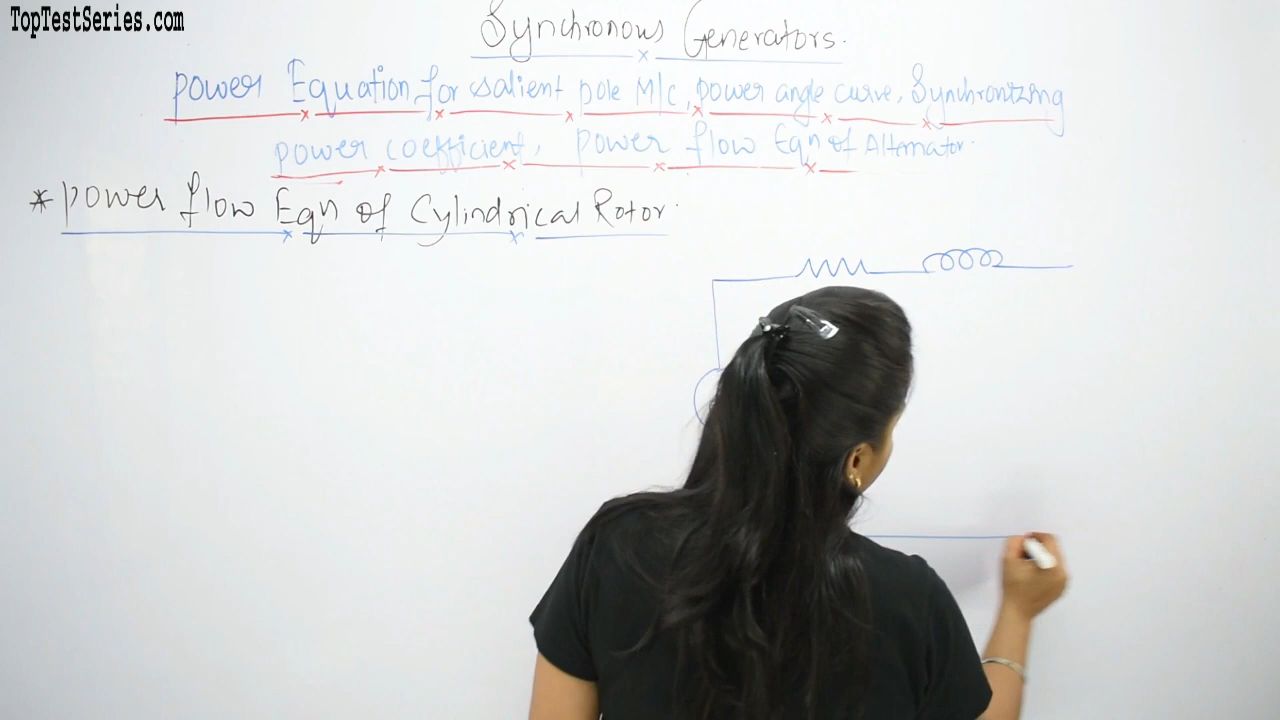 TopTestSeries.com
Synchronous Generators.
Power Equation for salient pole M/C, power angle curve, Synchronizing
power coefficient, power flow Eqn of Alternator.
* Power flow Eqn of Cylindrical Rotor.